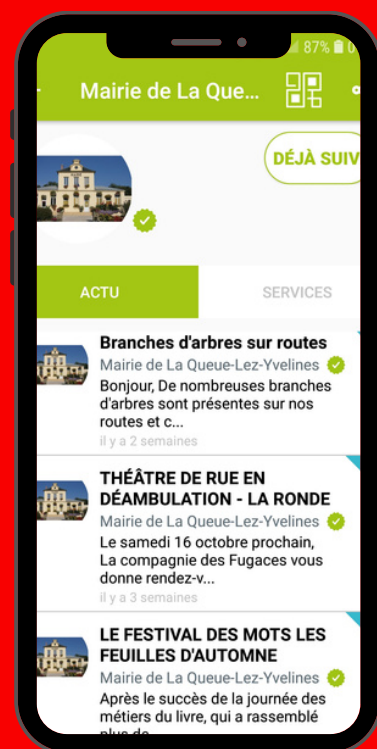 87%
Mairie de La Que...
DÉJÀ SUIV
ACTU
SERVICES
Branches d'arbres sur routes
Mairie de La Queue-Lez-Yvelines
Bonjour, De nombreuses branches
d'arbres sont présentes sur nos
routes et c...
il y a 2 semaines
THÉÂTRE DE RUE EN
DÉAMBULATION - LA RONDE
Mairie de La Queue-Lez-Yvelines
Le samedi 16 octobre prochain,
La compagnie des Fugaces vous
donne rendez-v...
il y a 3 semaines
LE FESTIVAL DES MOTS LES
FEUILLES D'AUTOMNE
Mairie de La Queue-Lez-Yvelines
Après le succès de la journée des
métiers du livre, qui a rassemblé
plus de